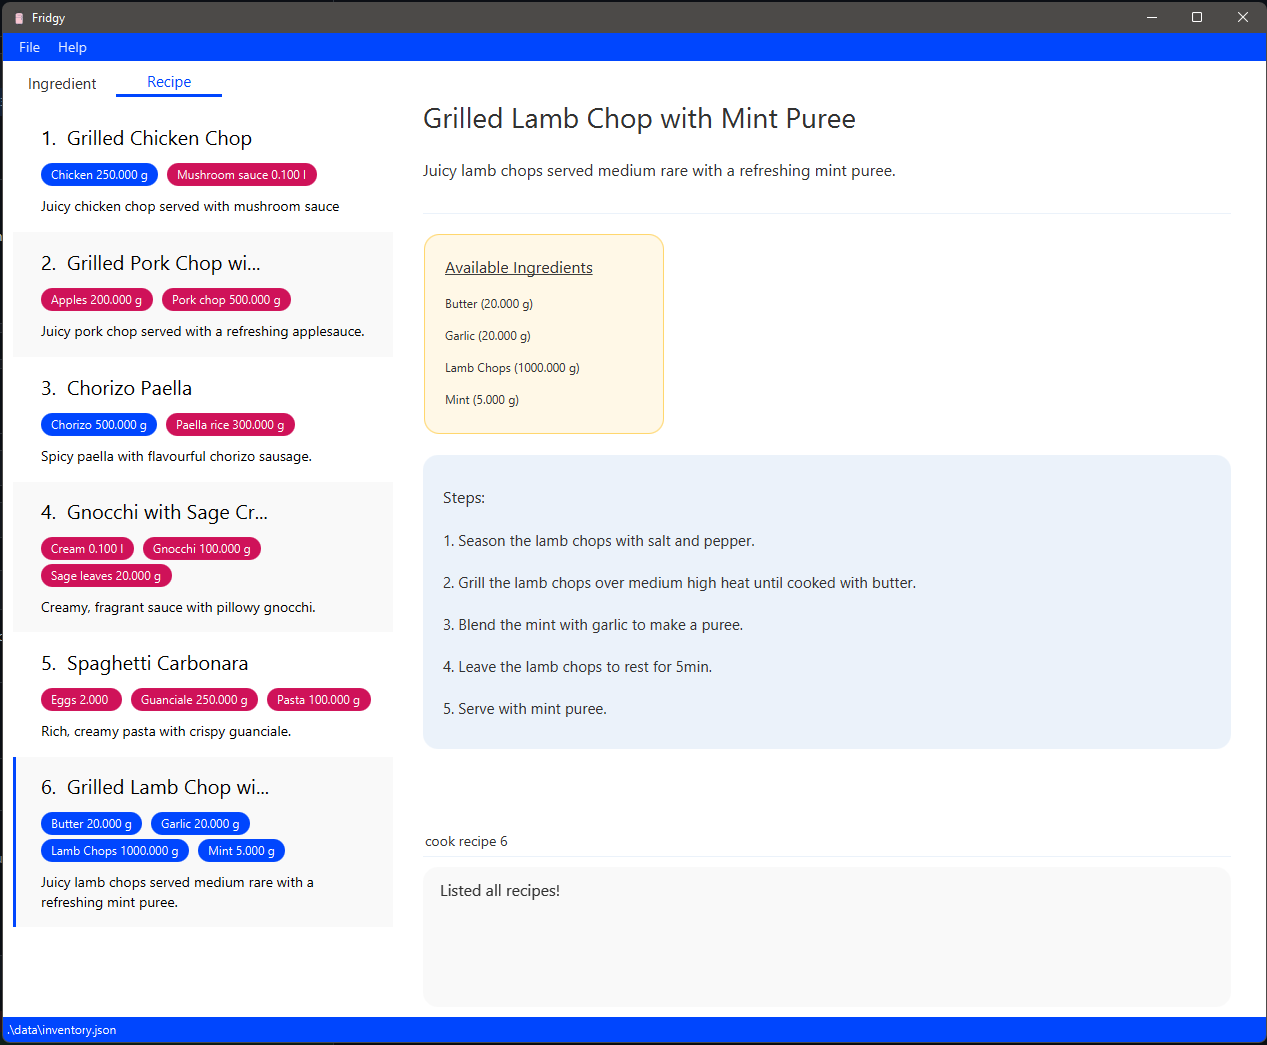 Fridgy
File Help
Ingredient Recipe
1. Grilled Chicken Chop
Chicken 250.000 g Mushroom sauce 0.100 l
Juicy chicken chop served with mushroom sauce
2. Grilled Pork Chop wi...
Apples 200.000 g Pork chop 500.000 g
Juicy pork chop served with a refreshing applesauce.
3. Chorizo Paella
Chorizo 500.000 g Paella rice 300.000 g
Spicy paella with flavourful chorizo sausage.
4. Gnocchi with Sage Cr...
Cream 0.100 l Gnocchi 100.000 g
Sage leaves 20.000 g
Creamy, fragrant sauce with pillowy gnocchi.
5. Spaghetti Carbonara
Eggs 2.000 Guanciale 250.000 g Pasta 100.000 g
Rich, creamy pasta with crispy guanciale.
6. Grilled Lamb Chop wi...
Butter 20.000 g Garlic 20.000 g
Lamb Chops 1000.000 g Mint 5.000 g
Juicy lamb chops served medium rare with a
refreshing mint puree.
Grilled Lamb Chop with Mint Puree
Juicy lamb chops served medium rare with a refreshing mint puree.
Available Ingredients
Butter (20.000 g)
Garlic (20.000 g)
Lamb Chops (1000.000 g)
Mint (5.000 g)
Steps:
1. Season the lamb chops with salt and pepper.
2. Grill the lamb chops over medium high heat until cooked with butter.
3. Blend the mint with garlic to make a puree.
4. Leave the lamb chops to rest for 5min.
5. Serve with mint puree.
cook recipe 6
Listed all recipes!
.\data\inventory.json